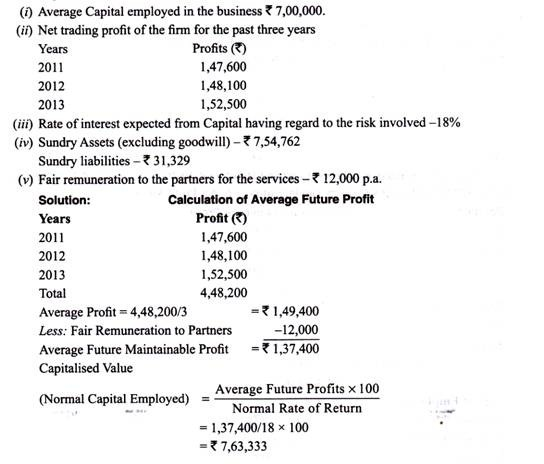 (i) Average Capital employed in the business ₹ 7,00,000.
(ii) Net trading profit of the firm for the past three years
Years Profits (₹)
2011 1,47,600
2012 1,48,100
2013 1,52,500
(iii) Rate of interest expected from Capital having regard to the risk involved –18%
(iv) Sundry Assets (excluding goodwill) – ₹ 7,54,762
Sundry liabilities – ₹ 31,329
(v) Fair remuneration to the partners for the services – ₹ 12,000 p.a.
Solution: Calculation of Average Future Profit
Years Profit (₹)
2011 1,47,600
2012 1,48,100
2013 1,52,500
Total 4,48,200
Average Profit = 4,48,200/3 = ₹ 1,49,400
Less: Fair Remuneration to Partners –12,000
Average Future Maintainable Profit = ₹ 1,37,400
Capitalised Value
(Normal Capital Employed) = Average Future Profits × 100
Normal Rate of Return
= 1,37,400/18 × 100
= ₹ 7,63,333